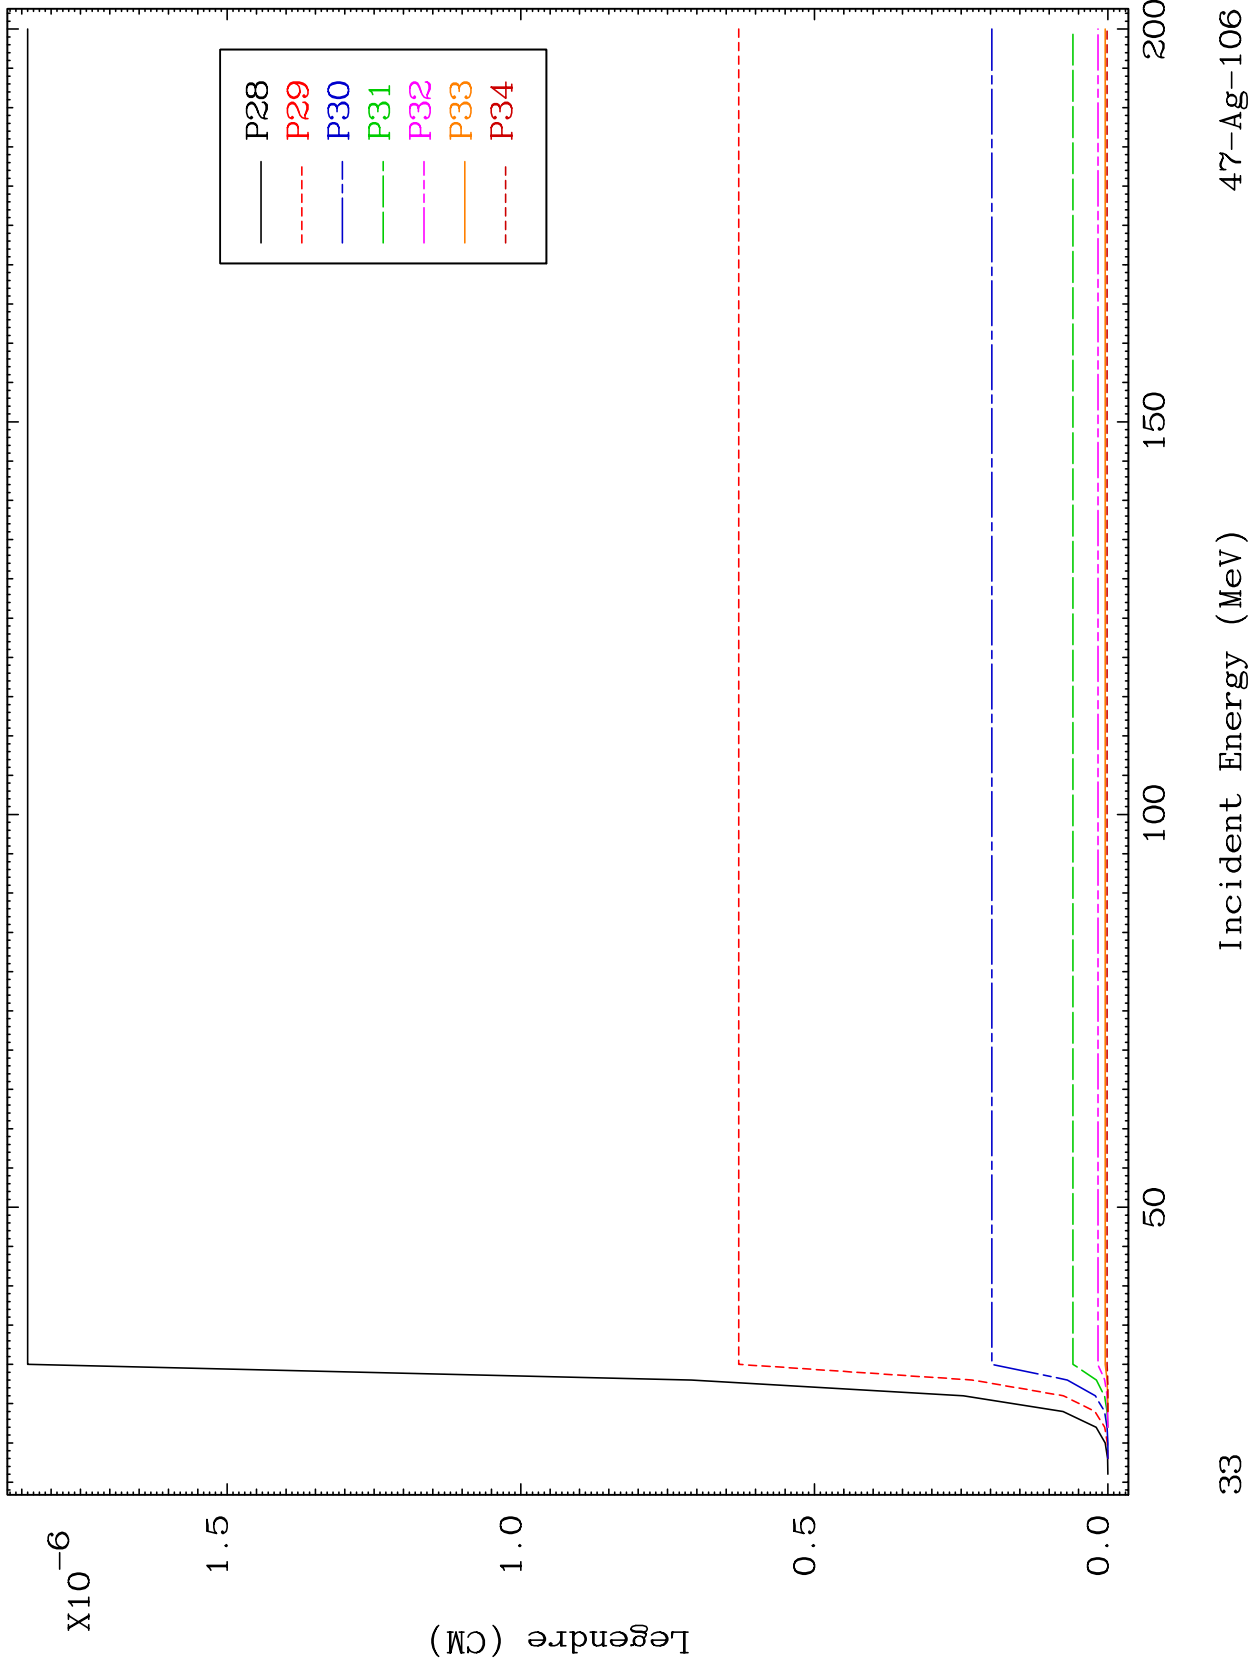 X10-6
1.5
1.0
0.5
0.0
Legendre (CM)
P28
P29
P30
P31
P32
P33
P34
50
100
150
200
33
Incident Energy (MeV)
47-Ag-106